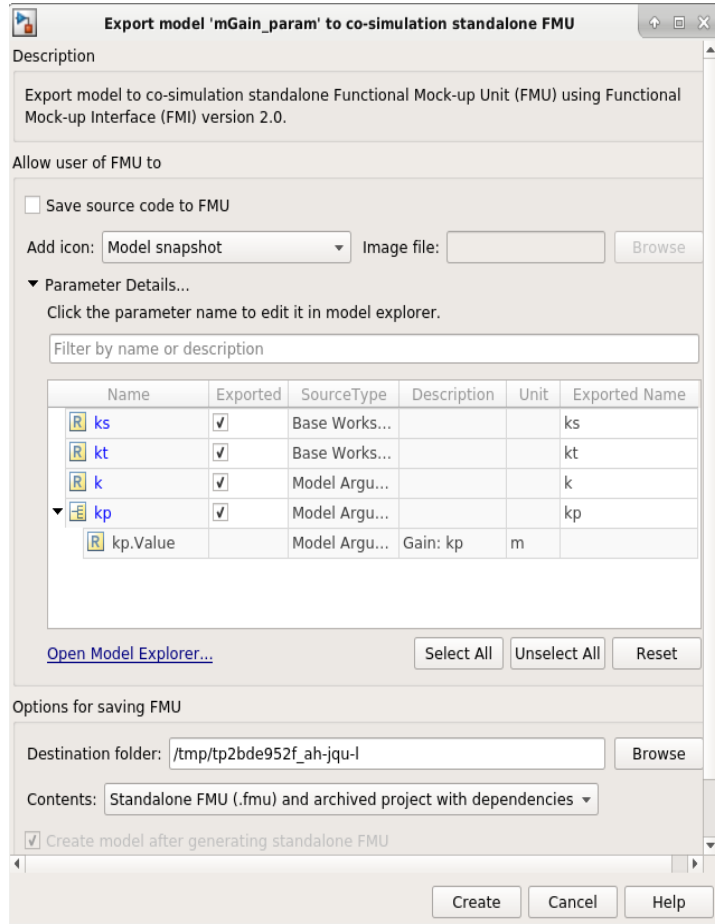 Export model 'mGain_param' to co-simulation standalone FMU
Description
Export model to co-simulation standalone Functional Mock-up Unit (FMU) using Functional
Mock-up Interface (FMI) version 2.0.
Allow user of FMU to
Save source code to FMU
Add icon: Model snapshot Image file: Browse
Parameter Details...
Click the parameter name to edit it in model explorer.
Filter by name or description
Name Exported SourceType Description Unit Exported Name
R ks Base Works... ks
R kt Base Works... kt
R k Model Argu... k
kp Model Argu... kp
R kp.Value Model Argu... Gain: kp m
Open Model Explorer... Select All Unselect All Reset
Options for saving FMU
Destination folder: /tmp/tp2bde952f_ah-jqu-l Browse
Contents: Standalone FMU (.fmu) and archived project with dependencies
Create model after generating standalone FMU
Create Cancel Help